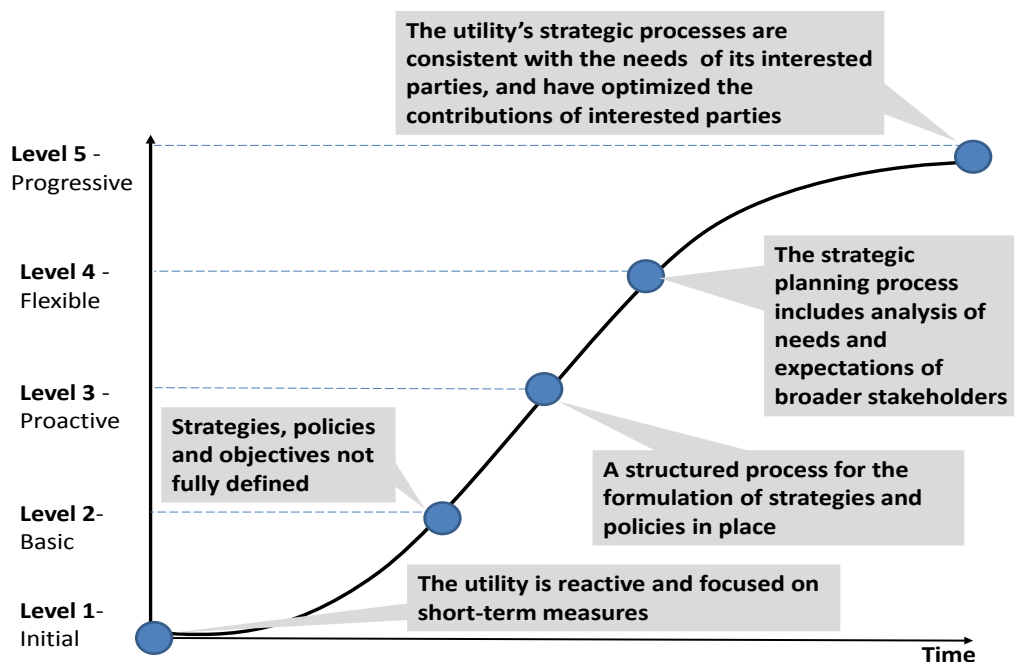 The utility’s strategic processes are
consistent with the needs of its interested
parties, and have optimized the
contributions of interested parties
Level 5 -
Progressive
Level 4 -
Flexible
The strategic
planning process
includes analysis of
needs and
expectations of
broader stakeholders
Level 3 -
Proactive
Strategies, policies
and objectives not
fully defined
A structured process for the
formulation of strategies and
policies in place
Level 2-
Basic
The utility is reactive and focused on
short-term measures
Level 1-
Initial
Time